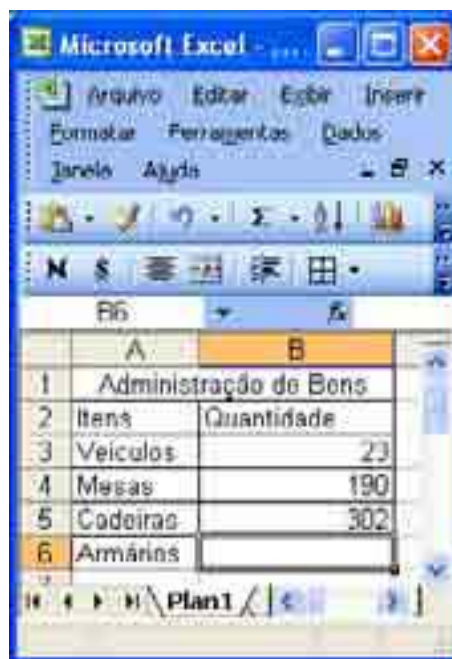 Microsoft Excel - ....
Arquivo Editar Exibir Inserir
Formatar Ferramentas Dados
Janela Ajuda
N $
B6 fx
A B
1 Administração de Bens
2 Itens Quantidade
3 Veículos 23
4 Mesas 190
5 Cadeiras 302
6 Armários
Plan1